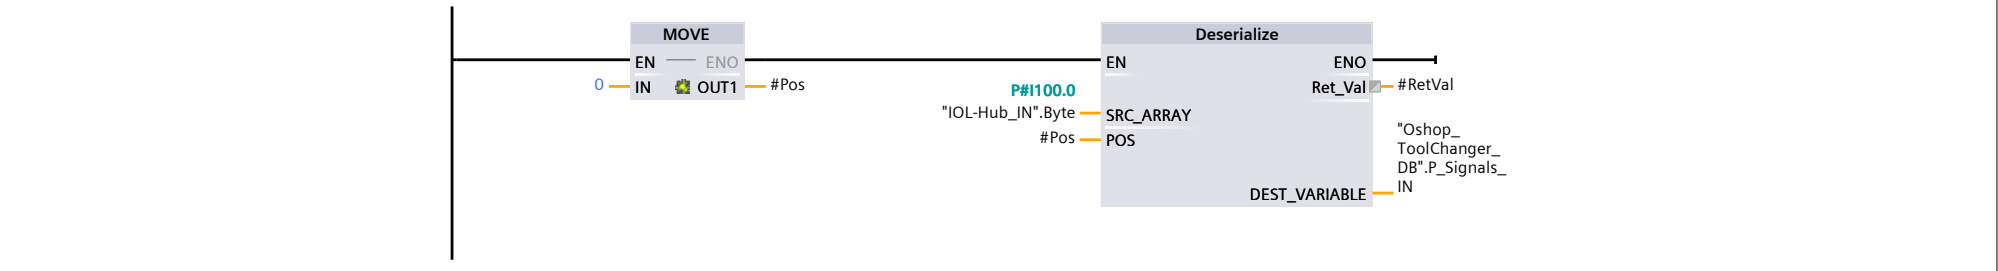 MOVE
EN
ENO
0
IN
OUT1
#Pos
Deserialize
EN
ENO
P#I100.0
Ret_Val
#RetVal
"IOL-Hub_IN".Byte
SRC_ARRAY
#Pos
POS
"Oshop_
ToolChanger_
DB".P_Signals_
IN
DEST_VARIABLE